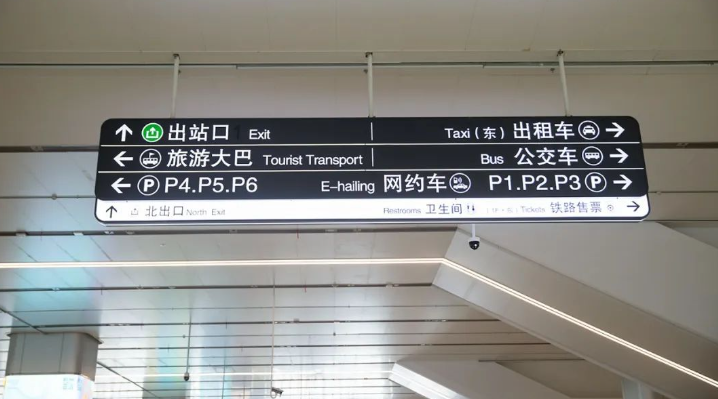 出站口 Exit Taxi（东）出租车
旅游大巴 Tourist Transport Bus 公交车
P P4.P5.P6 E-hailing 网约车 P1.P2.P3 P
北出口 North Exit Restrooms 卫生间 Tickets 铁路售票